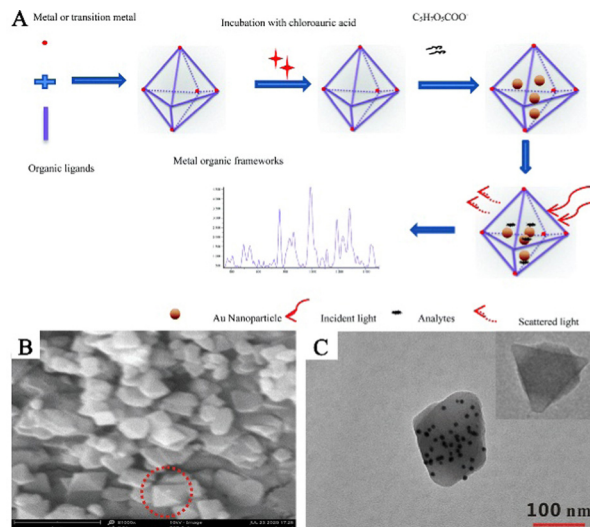 A
Metal or transition metal
Incubation with chloroauric acid
C₅H₇O₅COO⁻
Organic ligands
Metal organic frameworks
Au Nanoparticle
Incident light
Analytes
Scattered light
B
C
100 nm